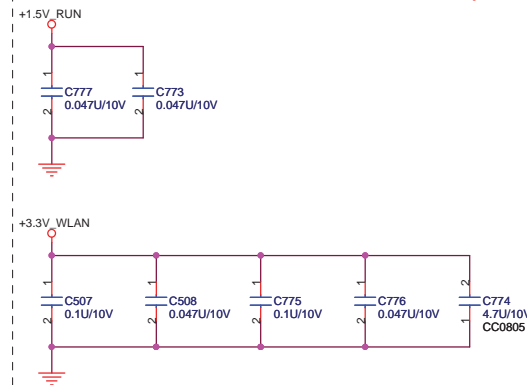 +1.5V_RUN
1 1
C777 C773
0.047U/10V 0.047U/10V
2 2
+3.3V_WLAN
1 1 1 1 2
C507 C508 C775 C776 C774
0.1U/10V 0.047U/10V 0.1U/10V 0.047U/10V 4.7U/10V
2 2 2 2 1
CC0805